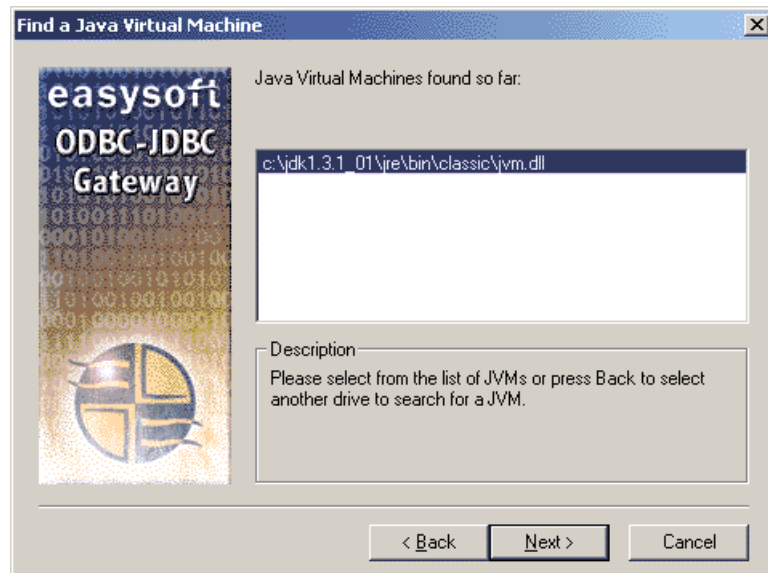 Find a Java Virtual Machine
easysoft
ODBC-JDBC
Gateway
Java Virtual Machines found so far:
c:\jdk1.3.1_01\jre\bin\classic\jvm.dll
Description
Please select from the list of JVMs or press Back to select
another drive to search for a JVM.
< Back
Next >
Cancel